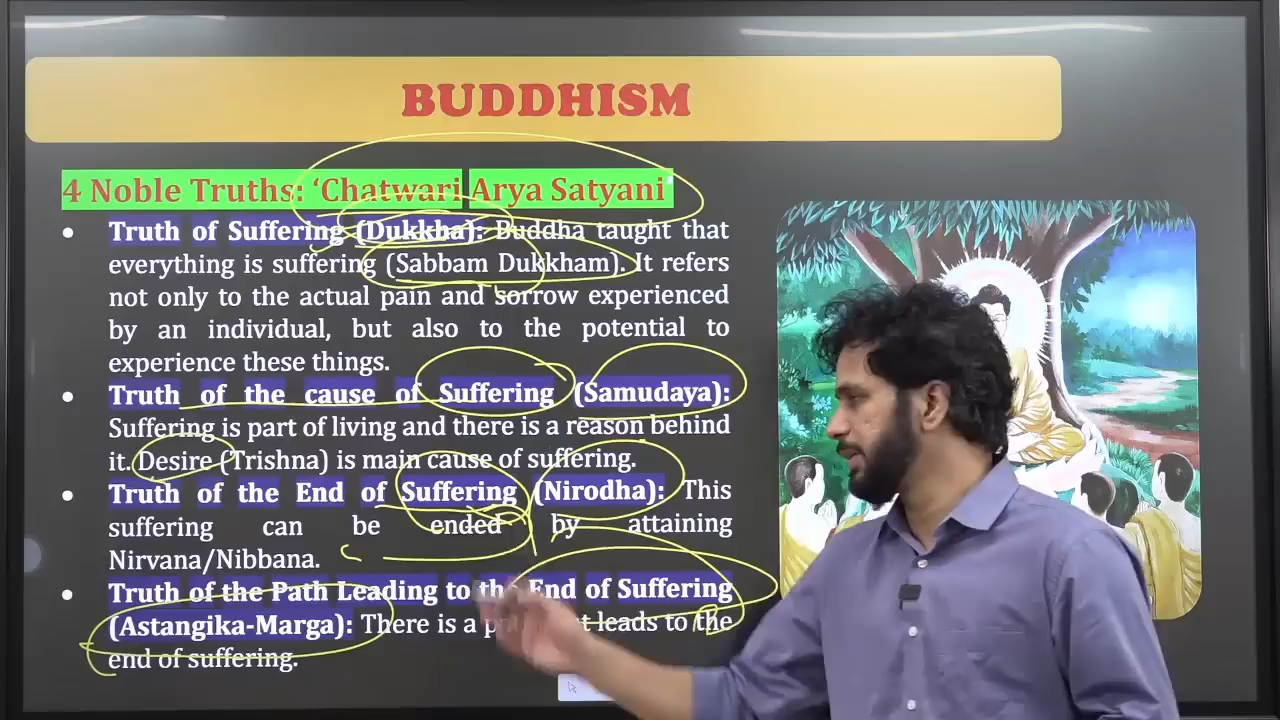 BUDDHISM
4 Noble Truths: ‘Chatwari Arya Satyani’
• Truth of Suffering (Dukkha): Buddha taught that
everything is suffering (Sabbam Dukkham). It refers
not only to the actual pain and sorrow experienced
by an individual, but also to the potential to
experience these things.
• Truth of the cause of Suffering (Samudaya):
Suffering is part of living and there is a reason behind
it. Desire (Trishna) is main cause of suffering.
• Truth of the End of Suffering (Nirodha): This
suffering can be ended by attaining
Nirvana/Nibbana.
• Truth of the Path Leading to the End of Suffering
(Astangika-Marga): There is a leads to the
end of suffering.